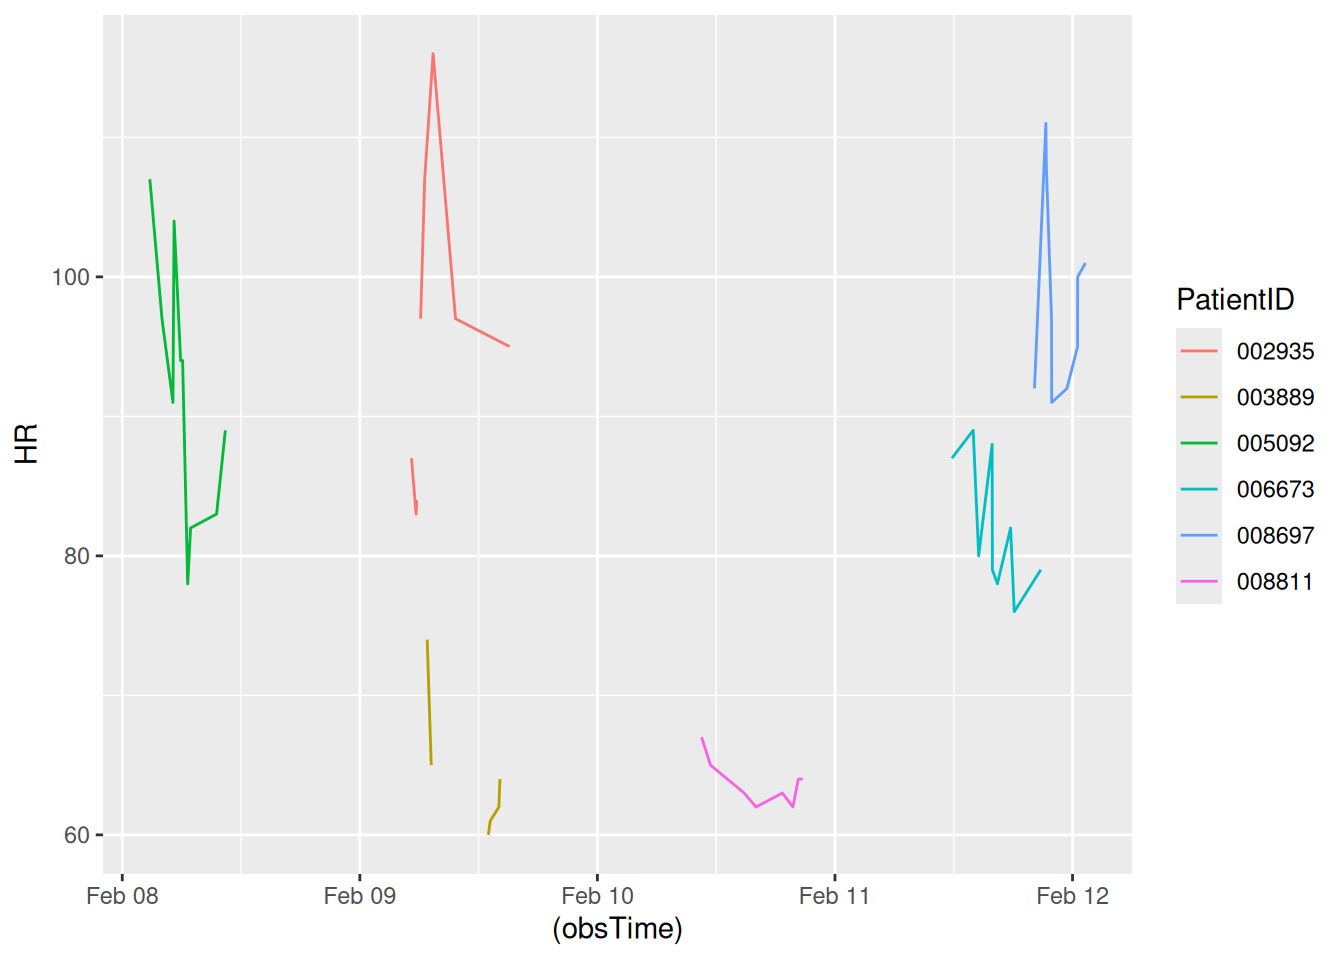 HR
100
80
60
Feb 08
Feb 09
Feb 10
Feb 11
Feb 12
(obsTime)
PatientID
002935
003889
005092
006673
008697
008811